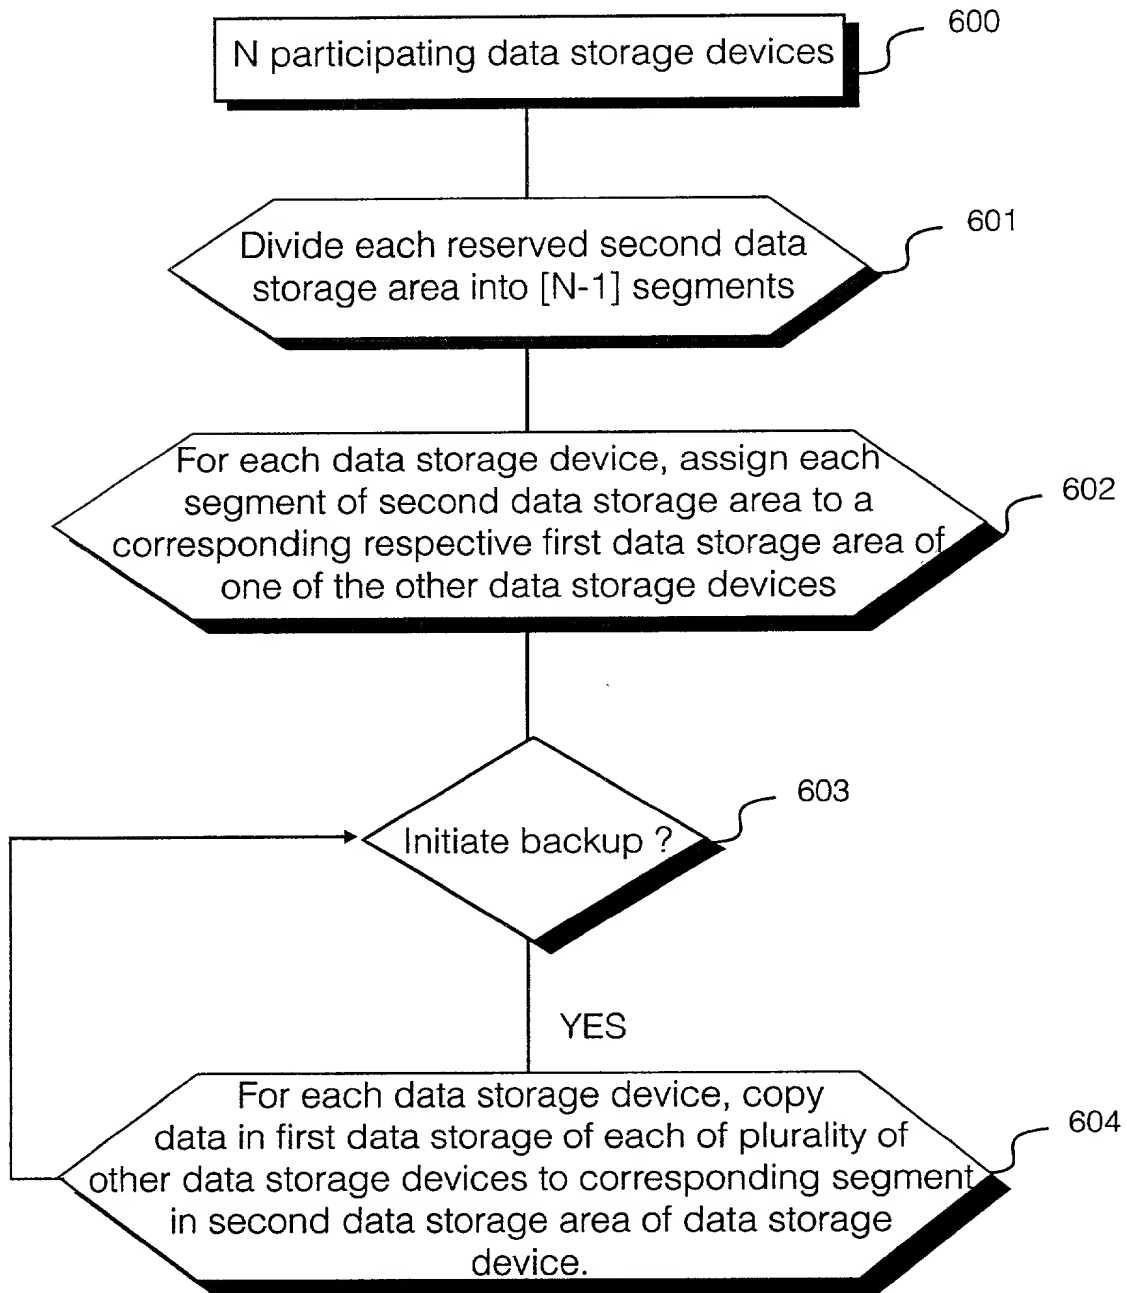 N participating data storage devices
600
Divide each reserved second data
storage area into [N-1] segments
601
For each data storage device, assign each
segment of second data storage area to a
corresponding respective first data storage area of
one of the other data storage devices
602
Initiate backup ?
603
YES
For each data storage device, copy
data in first data storage of each of plurality of
other data storage devices to corresponding segment
in second data storage area of data storage
device.
604